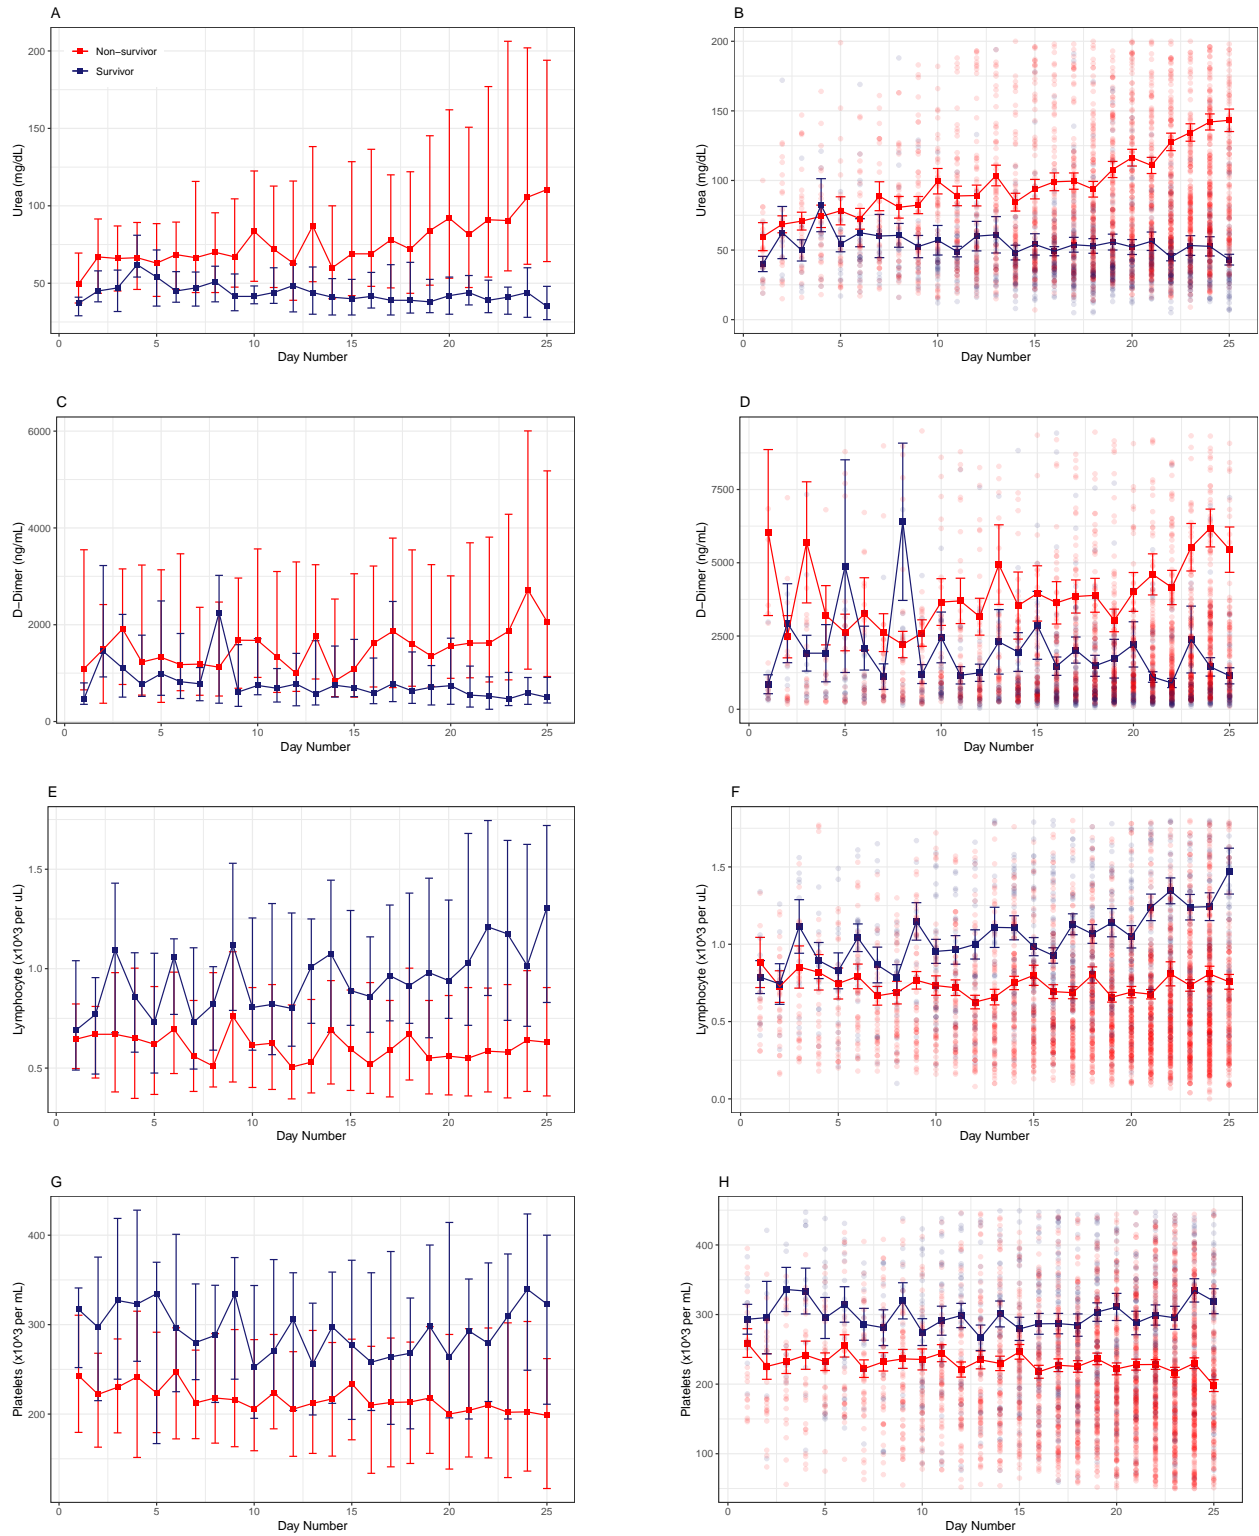 A
Urea (mg/dL)
200
150
100
50
Non−survivor
Survivor
0 5 10 15 20 25
Day Number
B
Urea (mg/dL)
200
150
100
50
0
0 5 10 15 20 25
Day Number
C
D−Dimer (ng/mL)
6000
4000
2000
0
0 5 10 15 20 25
Day Number
D
D−Dimer (ng/mL)
7500
5000
2500
0
0 5 10 15 20 25
Day Number
E
Lymphocyte (x10^3 per uL)
1.5
1.0
0.5
0 5 10 15 20 25
Day Number
F
Lymphocyte (x10^3 per uL)
1.5
1.0
0.5
0.0
0 5 10 15 20 25
Day Number
G
Platelets (x10^3 per mL)
400
300
200
0 5 10 15 20 25
Day Number
H
Platelets (x10^3 per mL)
400
300
200
100
0 5 10 15 20 25
Day Number